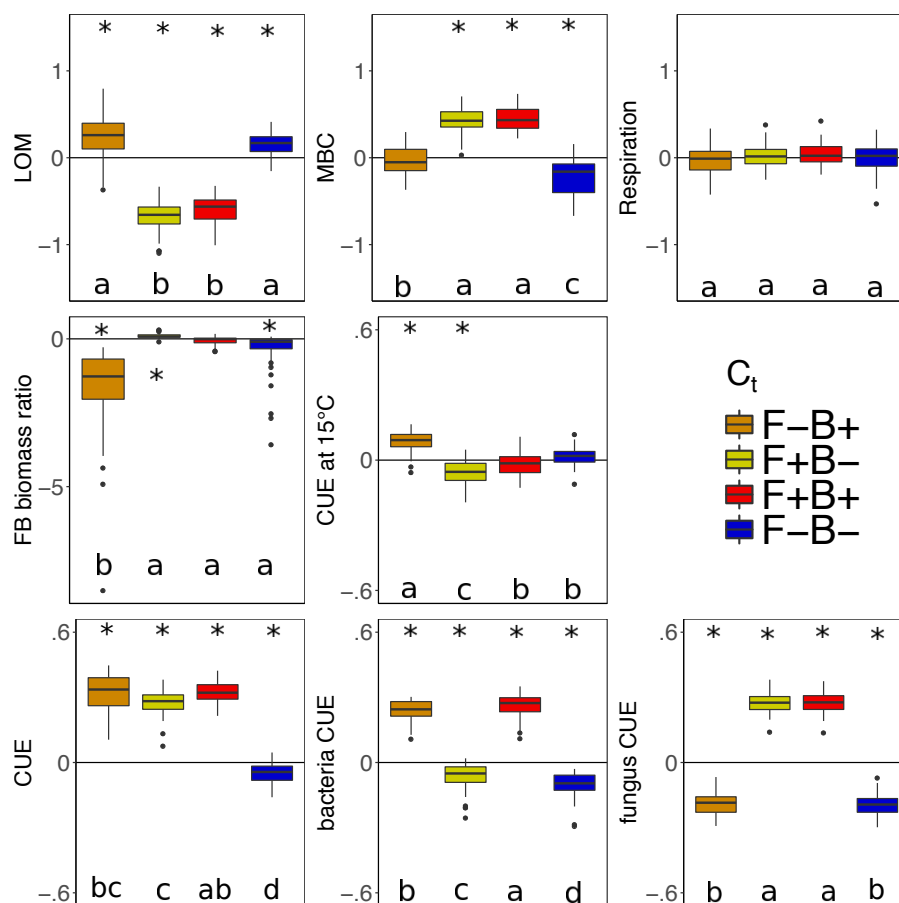 * * * *
1
0
−1
LOM
a b b a
* * *
1
0
−1
MBC
b a a c
1
0
−1
Respiration
a a a a
* *
*
0
−5
FB biomass ratio
b a a a
* *
.6
0
−.6
CUE at 15°C
a c b b
Ct
F−B+
F+B−
F+B+
F−B−
* * * *
.6
0
−.6
CUE
bc c ab d
* * * *
.6
0
−.6
bacteria CUE
b c a d
* * * *
.6
0
−.6
fungus CUE
b a a b